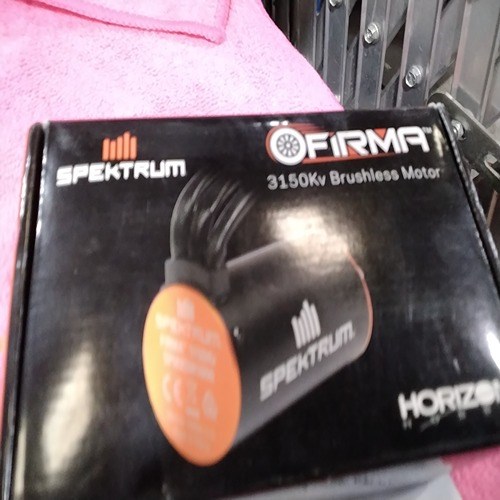 SPEKTRUM
FIRMA
3150Kv Brushless Motor
SPEKTRUM
HORIZO